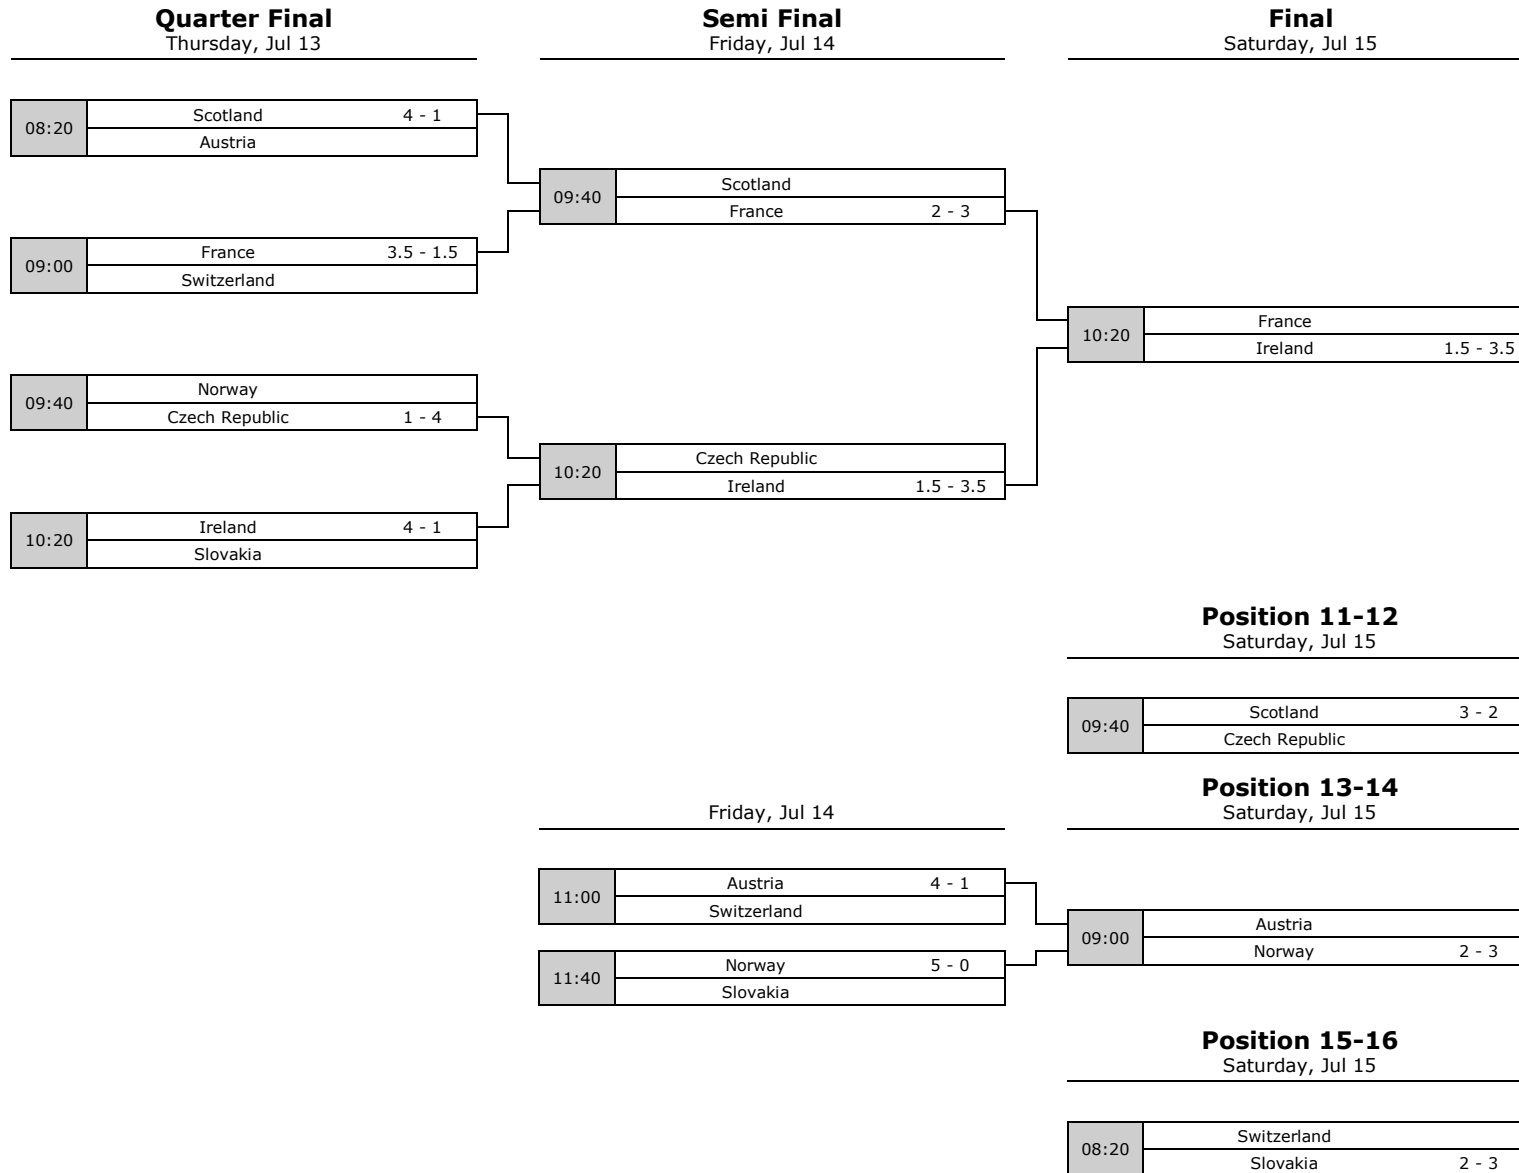 Quarter Final
Thursday, Jul 13
Semi Final
Friday, Jul 14
Final
Saturday, Jul 15
08:20
Scotland 4 - 1
Austria
09:40
Scotland
France 2 - 3
09:00
France 3.5 - 1.5
Switzerland
10:20
France
Ireland 1.5 - 3.5
09:40
Norway
Czech Republic 1 - 4
10:20
Czech Republic
Ireland 1.5 - 3.5
10:20
Ireland 4 - 1
Slovakia
Position 11-12
Saturday, Jul 15
09:40
Scotland 3 - 2
Czech Republic
Position 13-14
Saturday, Jul 15
Friday, Jul 14
11:00
Austria 4 - 1
Switzerland
09:00
Austria
Norway 2 - 3
11:40
Norway 5 - 0
Slovakia
Position 15-16
Saturday, Jul 15
08:20
Switzerland
Slovakia 2 - 3